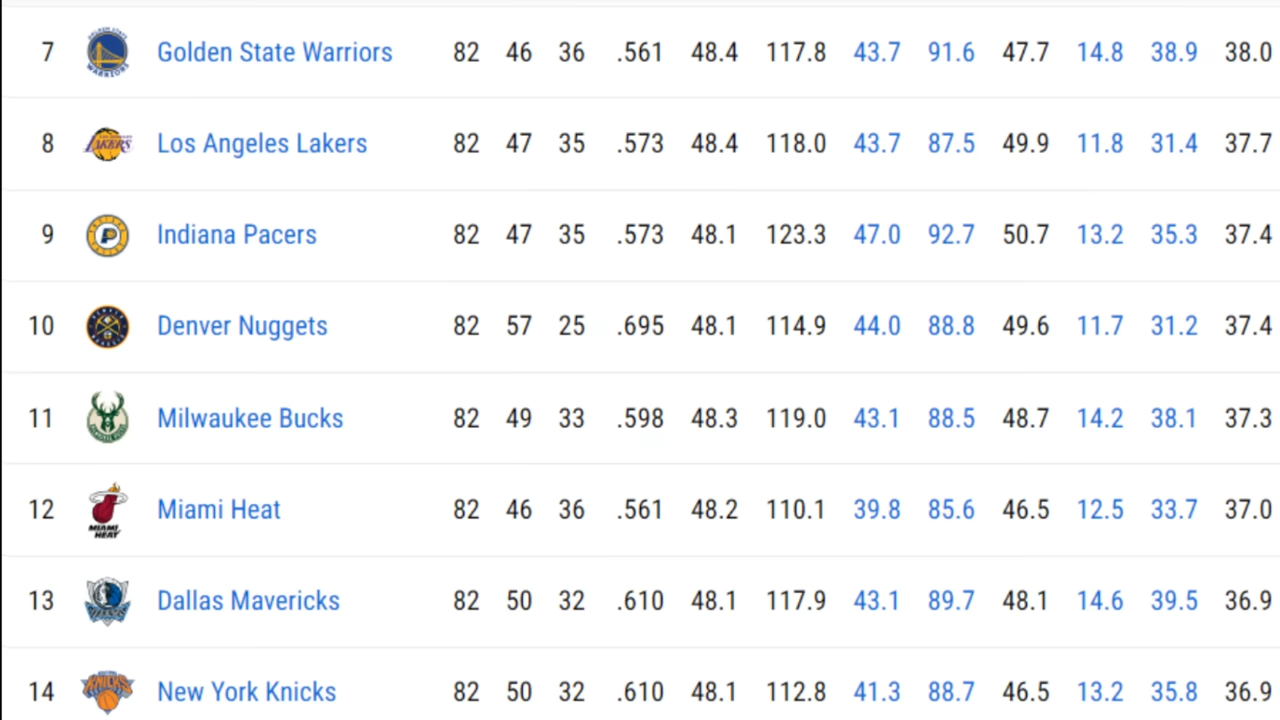 7 Golden State Warriors 82 46 36 .561 48.4 117.8 43.7 91.6 47.7 14.8 38.9 38.0
8 LAKERS Los Angeles Lakers 82 47 35 .573 48.4 118.0 43.7 87.5 49.9 11.8 31.4 37.7
9 Indiana Pacers 82 47 35 .573 48.1 123.3 47.0 92.7 50.7 13.2 35.3 37.4
10 Denver Nuggets 82 57 25 .695 48.1 114.9 44.0 88.8 49.6 11.7 31.2 37.4
11 Milwaukee Bucks 82 49 33 .598 48.3 119.0 43.1 88.5 48.7 14.2 38.1 37.3
12 MIAMI HEAT Miami Heat 82 46 36 .561 48.2 110.1 39.8 85.6 46.5 12.5 33.7 37.0
13 Dallas Mavericks 82 50 32 .610 48.1 117.9 43.1 89.7 48.1 14.6 39.5 36.9
14 KNICKS New York Knicks 82 50 32 .610 48.1 112.8 41.3 88.7 46.5 13.2 35.8 36.9